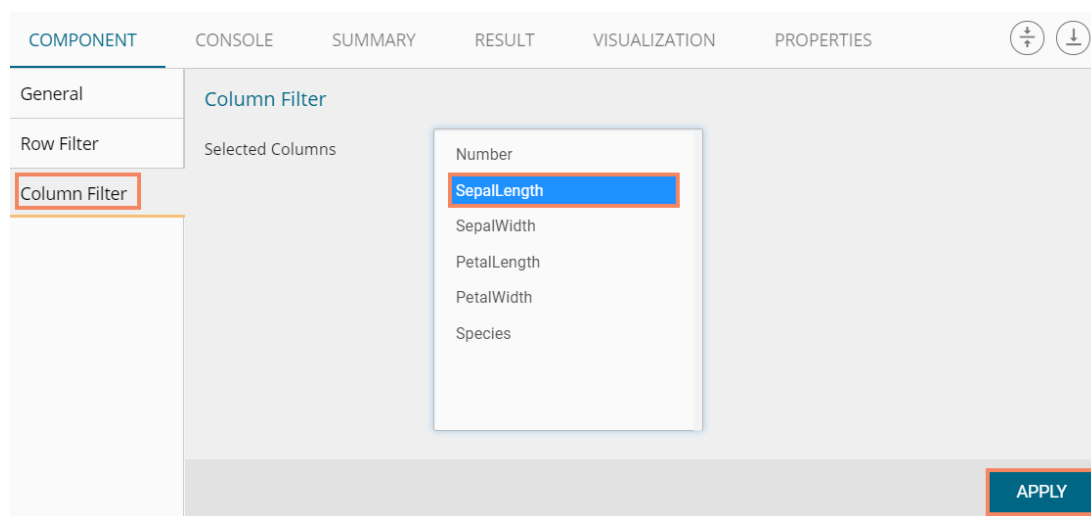 COMPONENT CONSOLE SUMMARY RESULT VISUALIZATION PROPERTIES
General
Row Filter
Column Filter
Column Filter
Selected Columns
Number
SepalLength
SepalWidth
PetalLength
PetalWidth
Species
APPLY